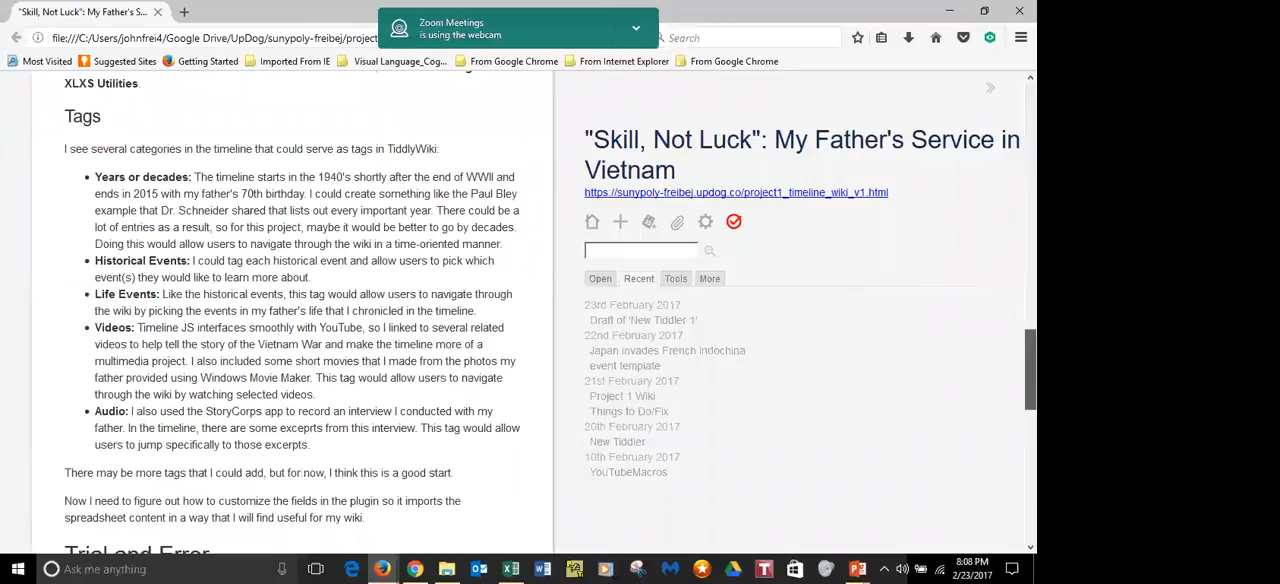 "Skill, Not Luck": My Father's S...
Zoom Meetings
is using the webcam
file:///C:/Users/johnfrei4/Google Drive/UpDog/sunypoly-freibej/project
Search
Most Visited
Suggested Sites
Getting Started
Imported From IE
Visual Language_Cog...
From Google Chrome
From Internet Explorer
From Google Chrome
XLXS Utilities.
Tags
I see several categories in the timeline that could serve as tags in TiddlyWiki:
Years or decades: The timeline starts in the 1940's shortly after the end of WWII and
ends in 2015 with my father's 70th birthday. I could create something like the Paul Bley
example that Dr. Schneider shared that lists out every important year. There could be a
lot of entries as a result, so for this project, maybe it would be better to go by decades.
Doing this would allow users to navigate through the wiki in a time-oriented manner.
Historical Events: I could tag each historical event and allow users to pick which
event(s) they would like to learn more about.
Life Events: Like the historical events, this tag would allow users to navigate through
the wiki by picking the events in my father's life that I chronicled in the timeline.
Videos: Timeline JS interfaces smoothly with YouTube, so I linked to several related
videos to help tell the story of the Vietnam War and make the timeline more of a
multimedia project. I also included some short movies that I made from the photos my
father provided using Windows Movie Maker. This tag would allow users to navigate
through the wiki by watching selected videos.
Audio: I also used the StoryCorps app to record an interview I conducted with my
father. In the timeline, there are some exceprts from this interview. This tag would allow
users to jump specifically to those excerpts.
There may be more tags that I could add, but for now, I think this is a good start.
Now I need to figure out how to customize the fields in the plugin so it imports the
spreadsheet content in a way that I will find useful for my wiki.
Trial and Error
"Skill, Not Luck": My Father's Service in
Vietnam
https://sunypoly-freibej.updog.co/project1_timeline_wiki_v1.html
Open Recent Tools More
23rd February 2017
Draft of 'New Tiddler 1'
22nd February 2017
Japan invades French Indochina
event template
21st February 2017
Project 1 Wiki
Things to Do/Fix
20th February 2017
New Tiddler
10th February 2017
YouTubeMacros
Ask me anything
8:08 PM
2/23/2017